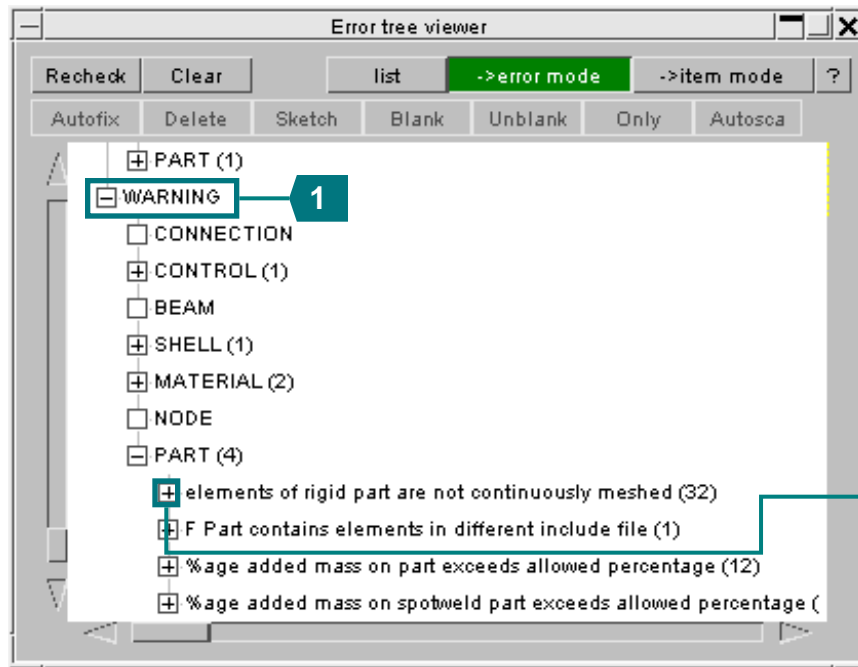 Error tree viewer
Recheck Clear list ->error mode ->item mode ?
Autofix Delete Sketch Blank Unblank Only Autosca
PART (1)
WARNING 1
CONNECTION
CONTROL (1)
BEAM
SHELL (1)
MATERIAL (2)
NODE
PART (4)
elements of rigid part are not continuously meshed (32)
F Part contains elements in different include file (1)
%age added mass on part exceeds allowed percentage (12)
%age added mass on spotweld part exceeds allowed percentage (